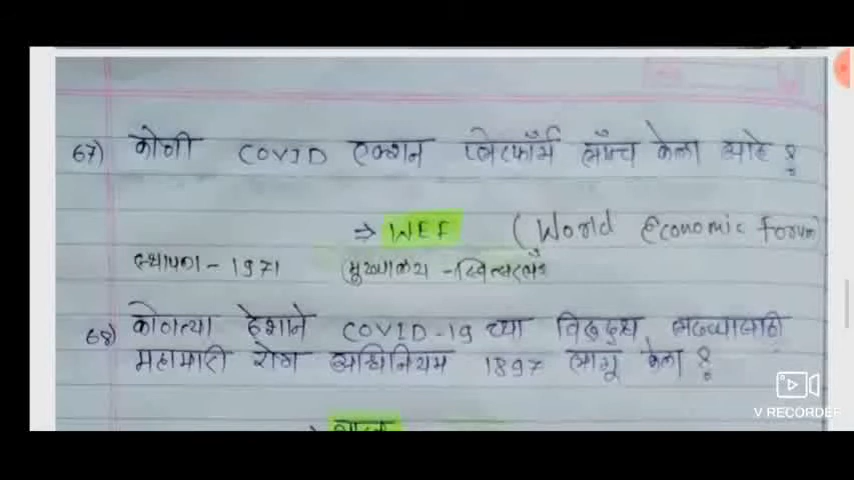 67) कोणी COVID एक्शन प्लेटफॉर्म लॉन्च केला आहे ?
⇒ WEF (World Economic Forum)
स्थापना - 1971 मुख्यालय - स्वित्झरलँड
68) कोणत्या देशाने COVID-19 च्या विरुद्ध लढण्यासाठी
महामारी रोग अधिनियम 1897 लागू केला ?
V RECORDER